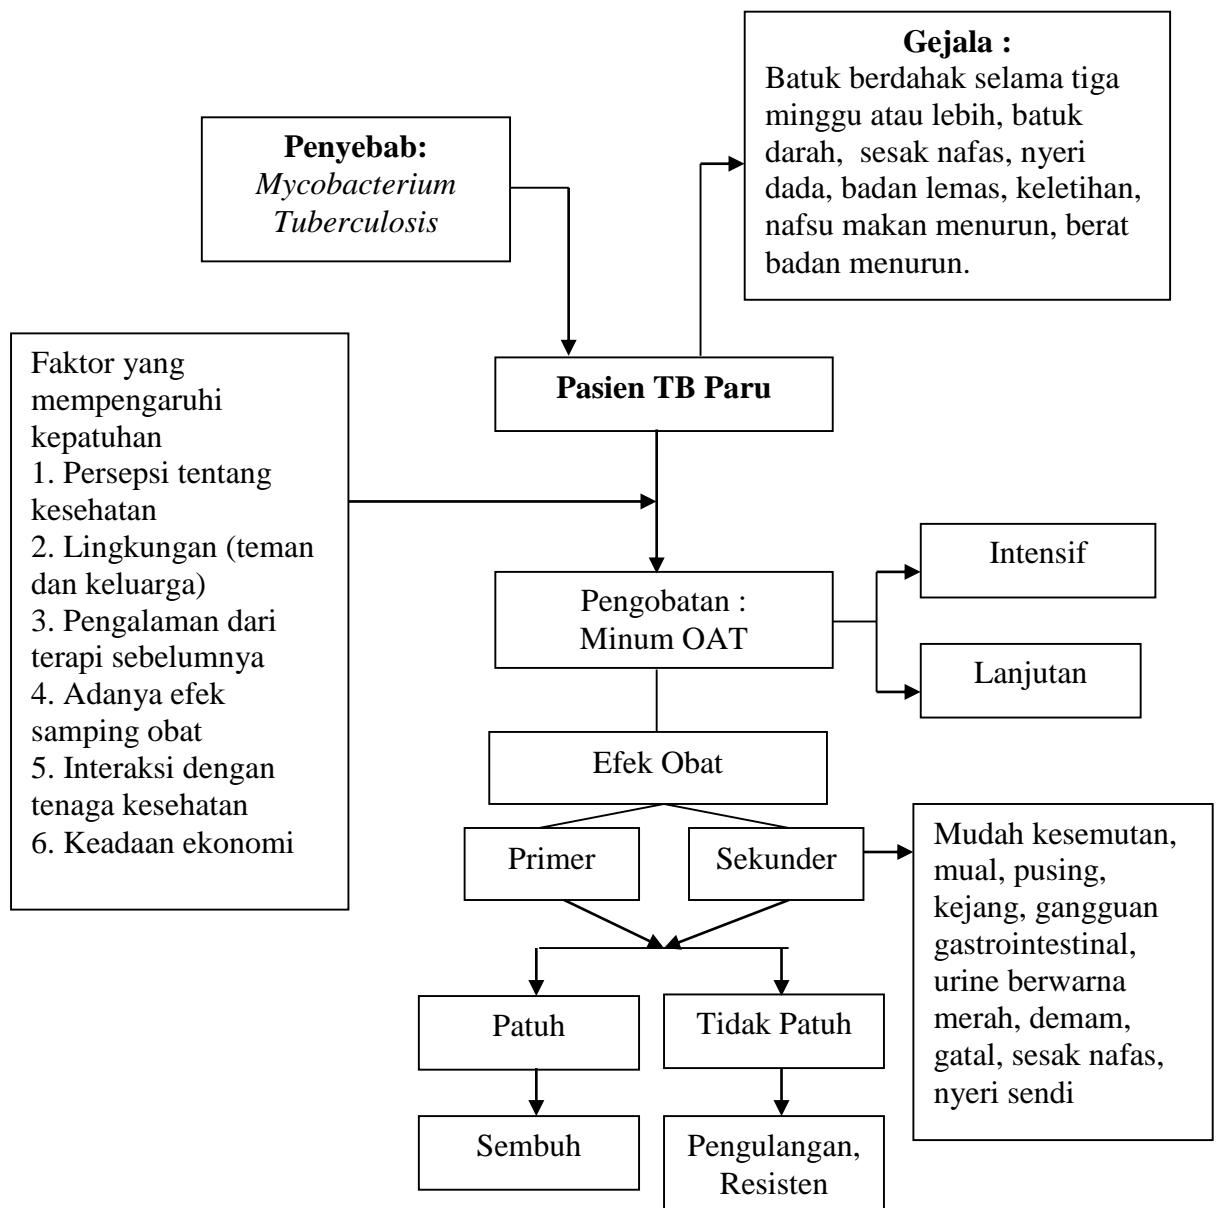 Gejala :
Batuk berdahak selama tiga
minggu atau lebih, batuk
darah, sesak nafas, nyeri
dada, badan lemas, keletihan,
nafsu makan menurun, berat
badan menurun.
Penyebab:
Mycobacterium
Tuberculosis
Faktor yang
mempengaruhi
kepatuhan
1. Persepsi tentang
kesehatan
2. Lingkungan (teman
dan keluarga)
3. Pengalaman dari
terapi sebelumnya
4. Adanya efek
samping obat
5. Interaksi dengan
tenaga kesehatan
6. Keadaan ekonomi
Pasien TB Paru
Pengobatan :
Minum OAT
Intensif
Lanjutan
Efek Obat
Primer
Sekunder
Mudah kesemutan,
mual, pusing,
kejang, gangguan
gastrointestinal,
urine berwarna
merah, demam,
gatal, sesak nafas,
nyeri sendi
Patuh
Tidak Patuh
Sembuh
Pengulangan,
Resisten